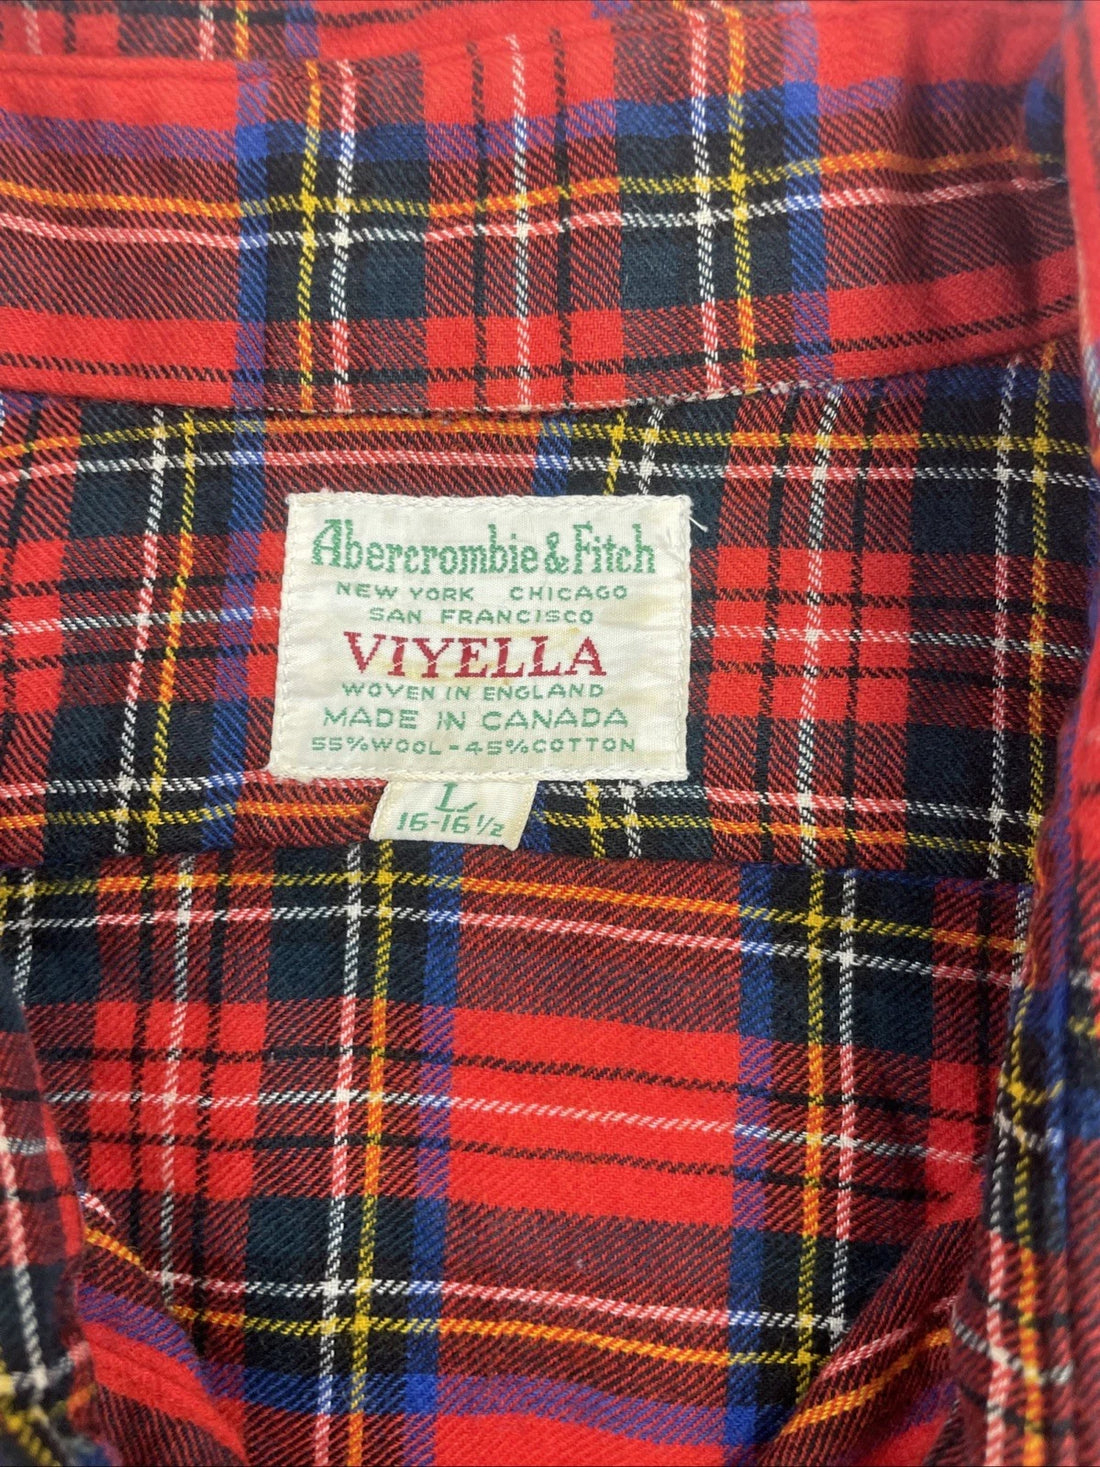 Abercrombie & Fitch
NEW YORK CHICAGO
SAN FRANCISCO
VIYELLA
WOVEN IN ENGLAND
MADE IN CANADA
55% WOOL - 45% COTTON
L
16-16 ½